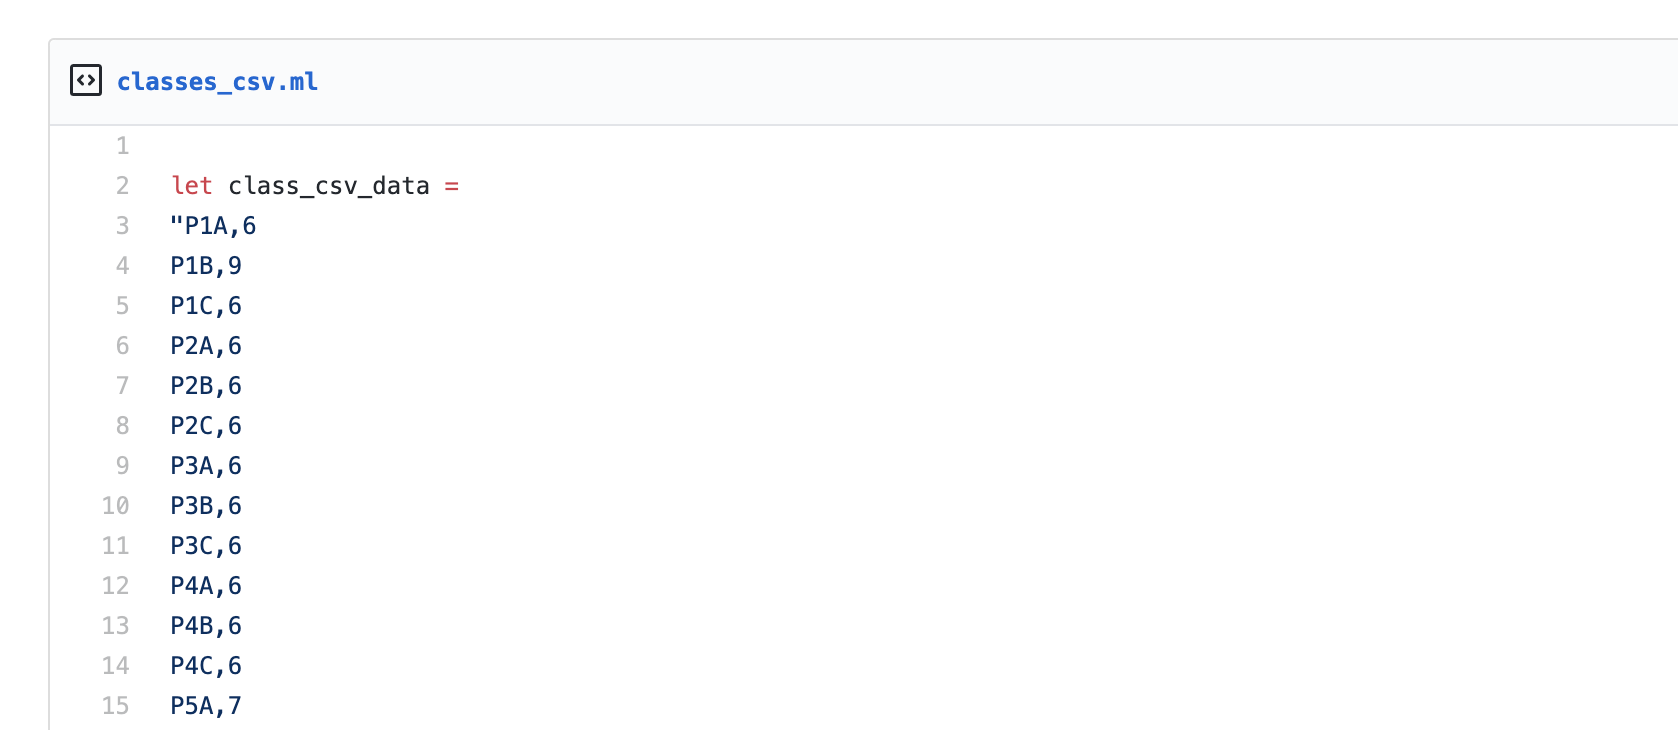 classes_csv.ml
1
2 let class_csv_data =
3 "P1A,6
4 P1B,9
5 P1C,6
6 P2A,6
7 P2B,6
8 P2C,6
9 P3A,6
10 P3B,6
11 P3C,6
12 P4A,6
13 P4B,6
14 P4C,6
15 P5A,7